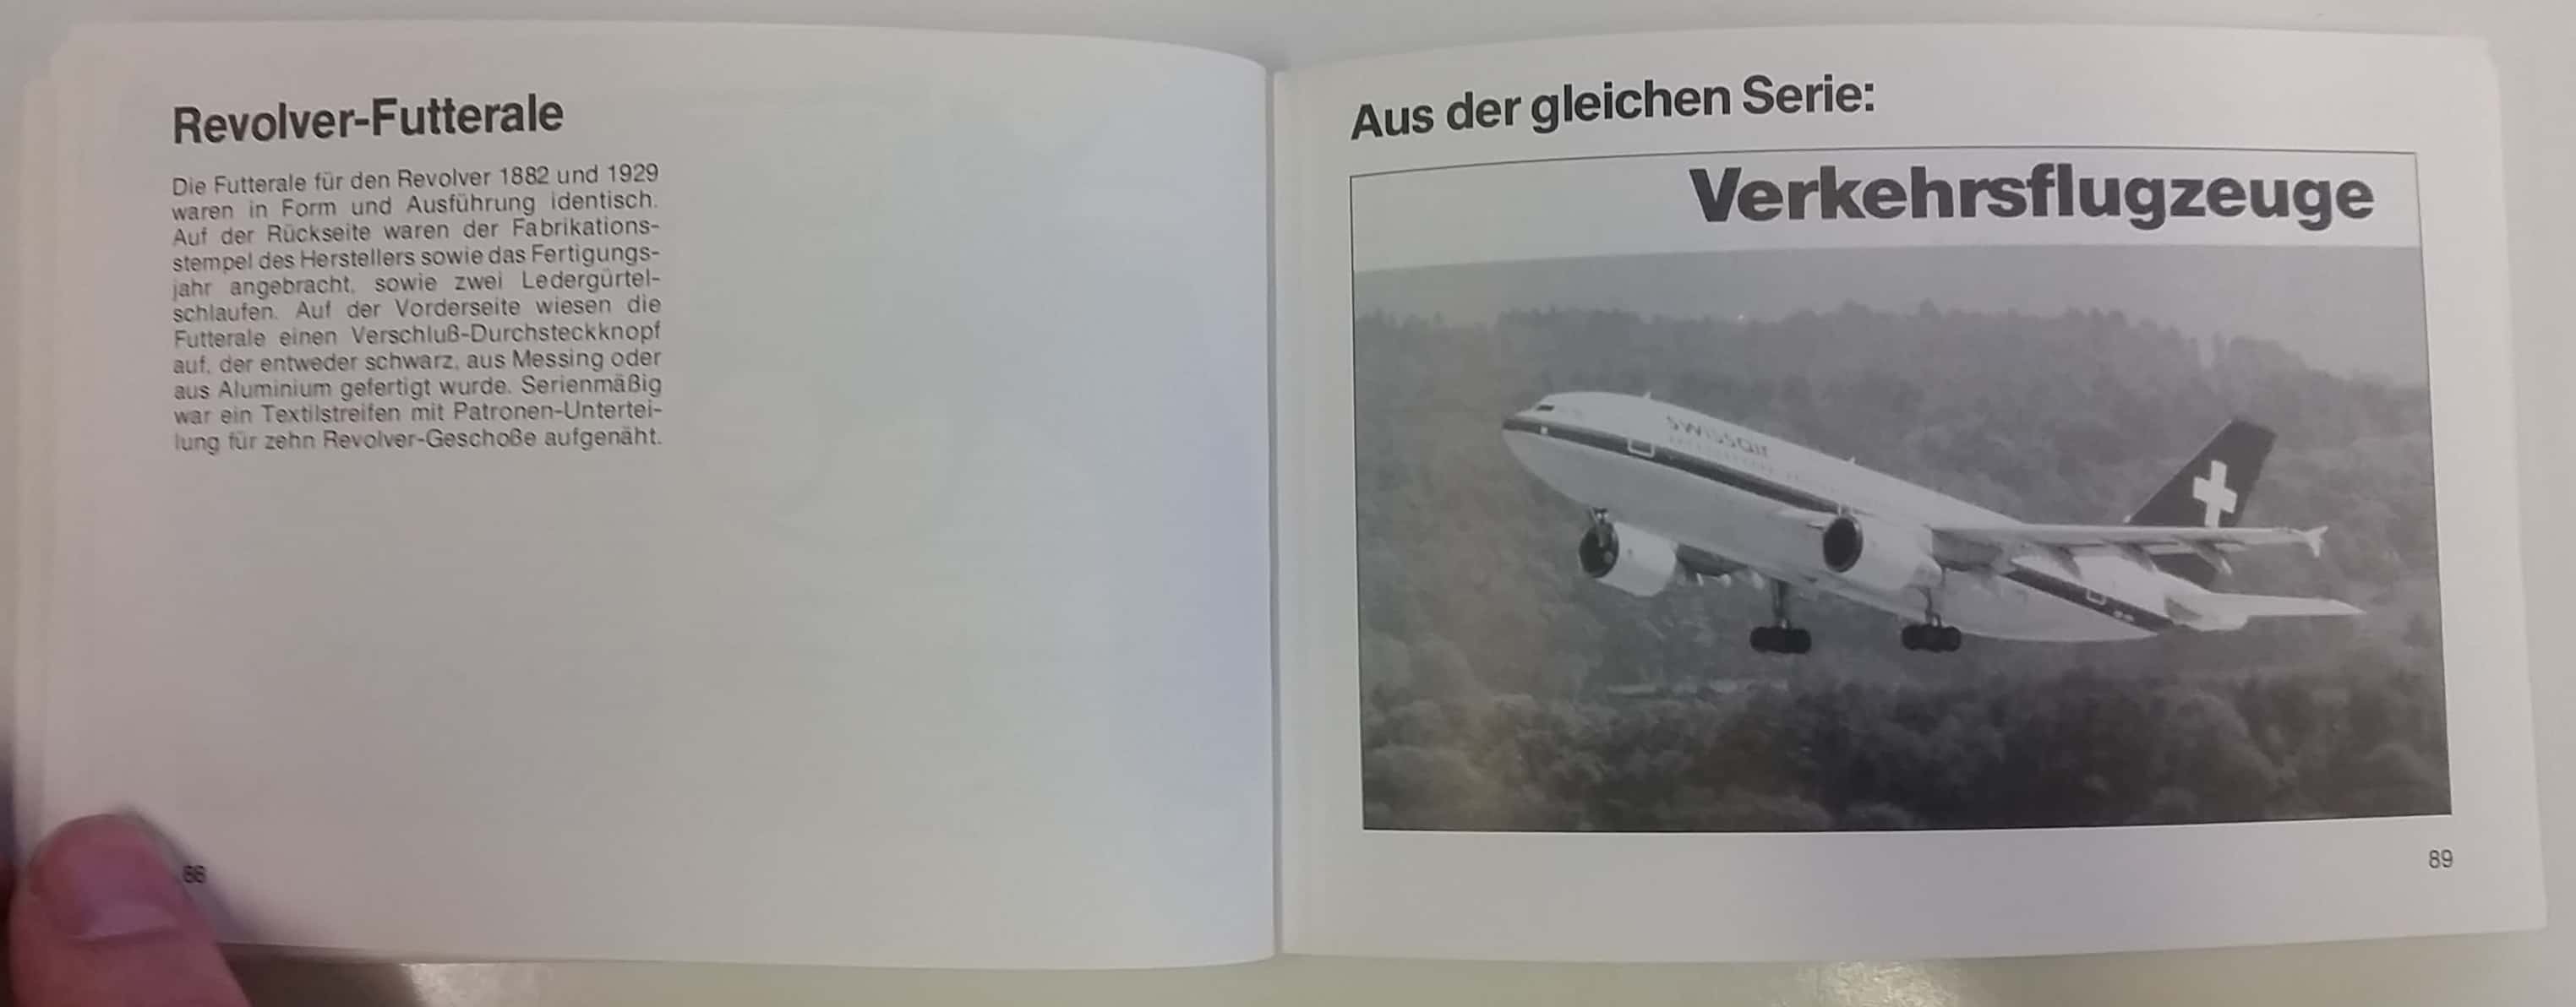 Revolver-Futterale
Die Futterale für den Revolver 1882 und 1929
waren in Form und Ausführung identisch.
Auf der Rückseite waren der Fabrikations-
stempel des Herstellers sowie das Fertigungs-
jahr angebracht, sowie zwei Ledergürtel-
schlaufen. Auf der Vorderseite wiesen die
Futterale einen Verschluß-Durchsteckknopf
auf, der entweder schwarz, aus Messing oder
aus Aluminium gefertigt wurde. Serienmäßig
war ein Textilstreifen mit Patronen-Untertei-
lung für zehn Revolver-Geschoße aufgenäht.
Aus der gleichen Serie:
Verkehrsflugzeuge
swissair
89